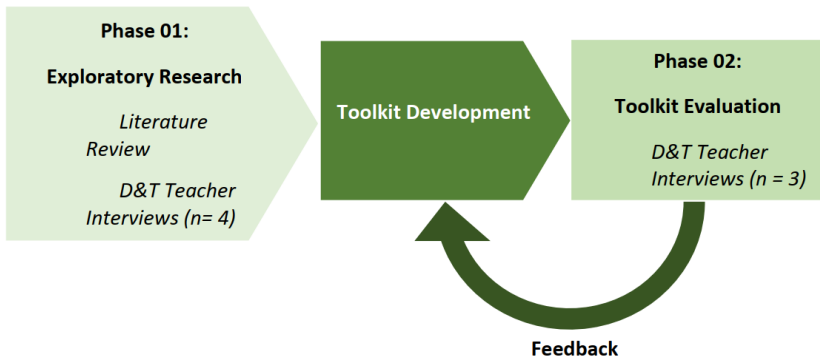 Phase 01:
Exploratory Research
Literature
Review
D&T Teacher
Interviews (n= 4)
Toolkit Development
Phase 02:
Toolkit Evaluation
D&T Teacher
Interviews (n = 3)
Feedback